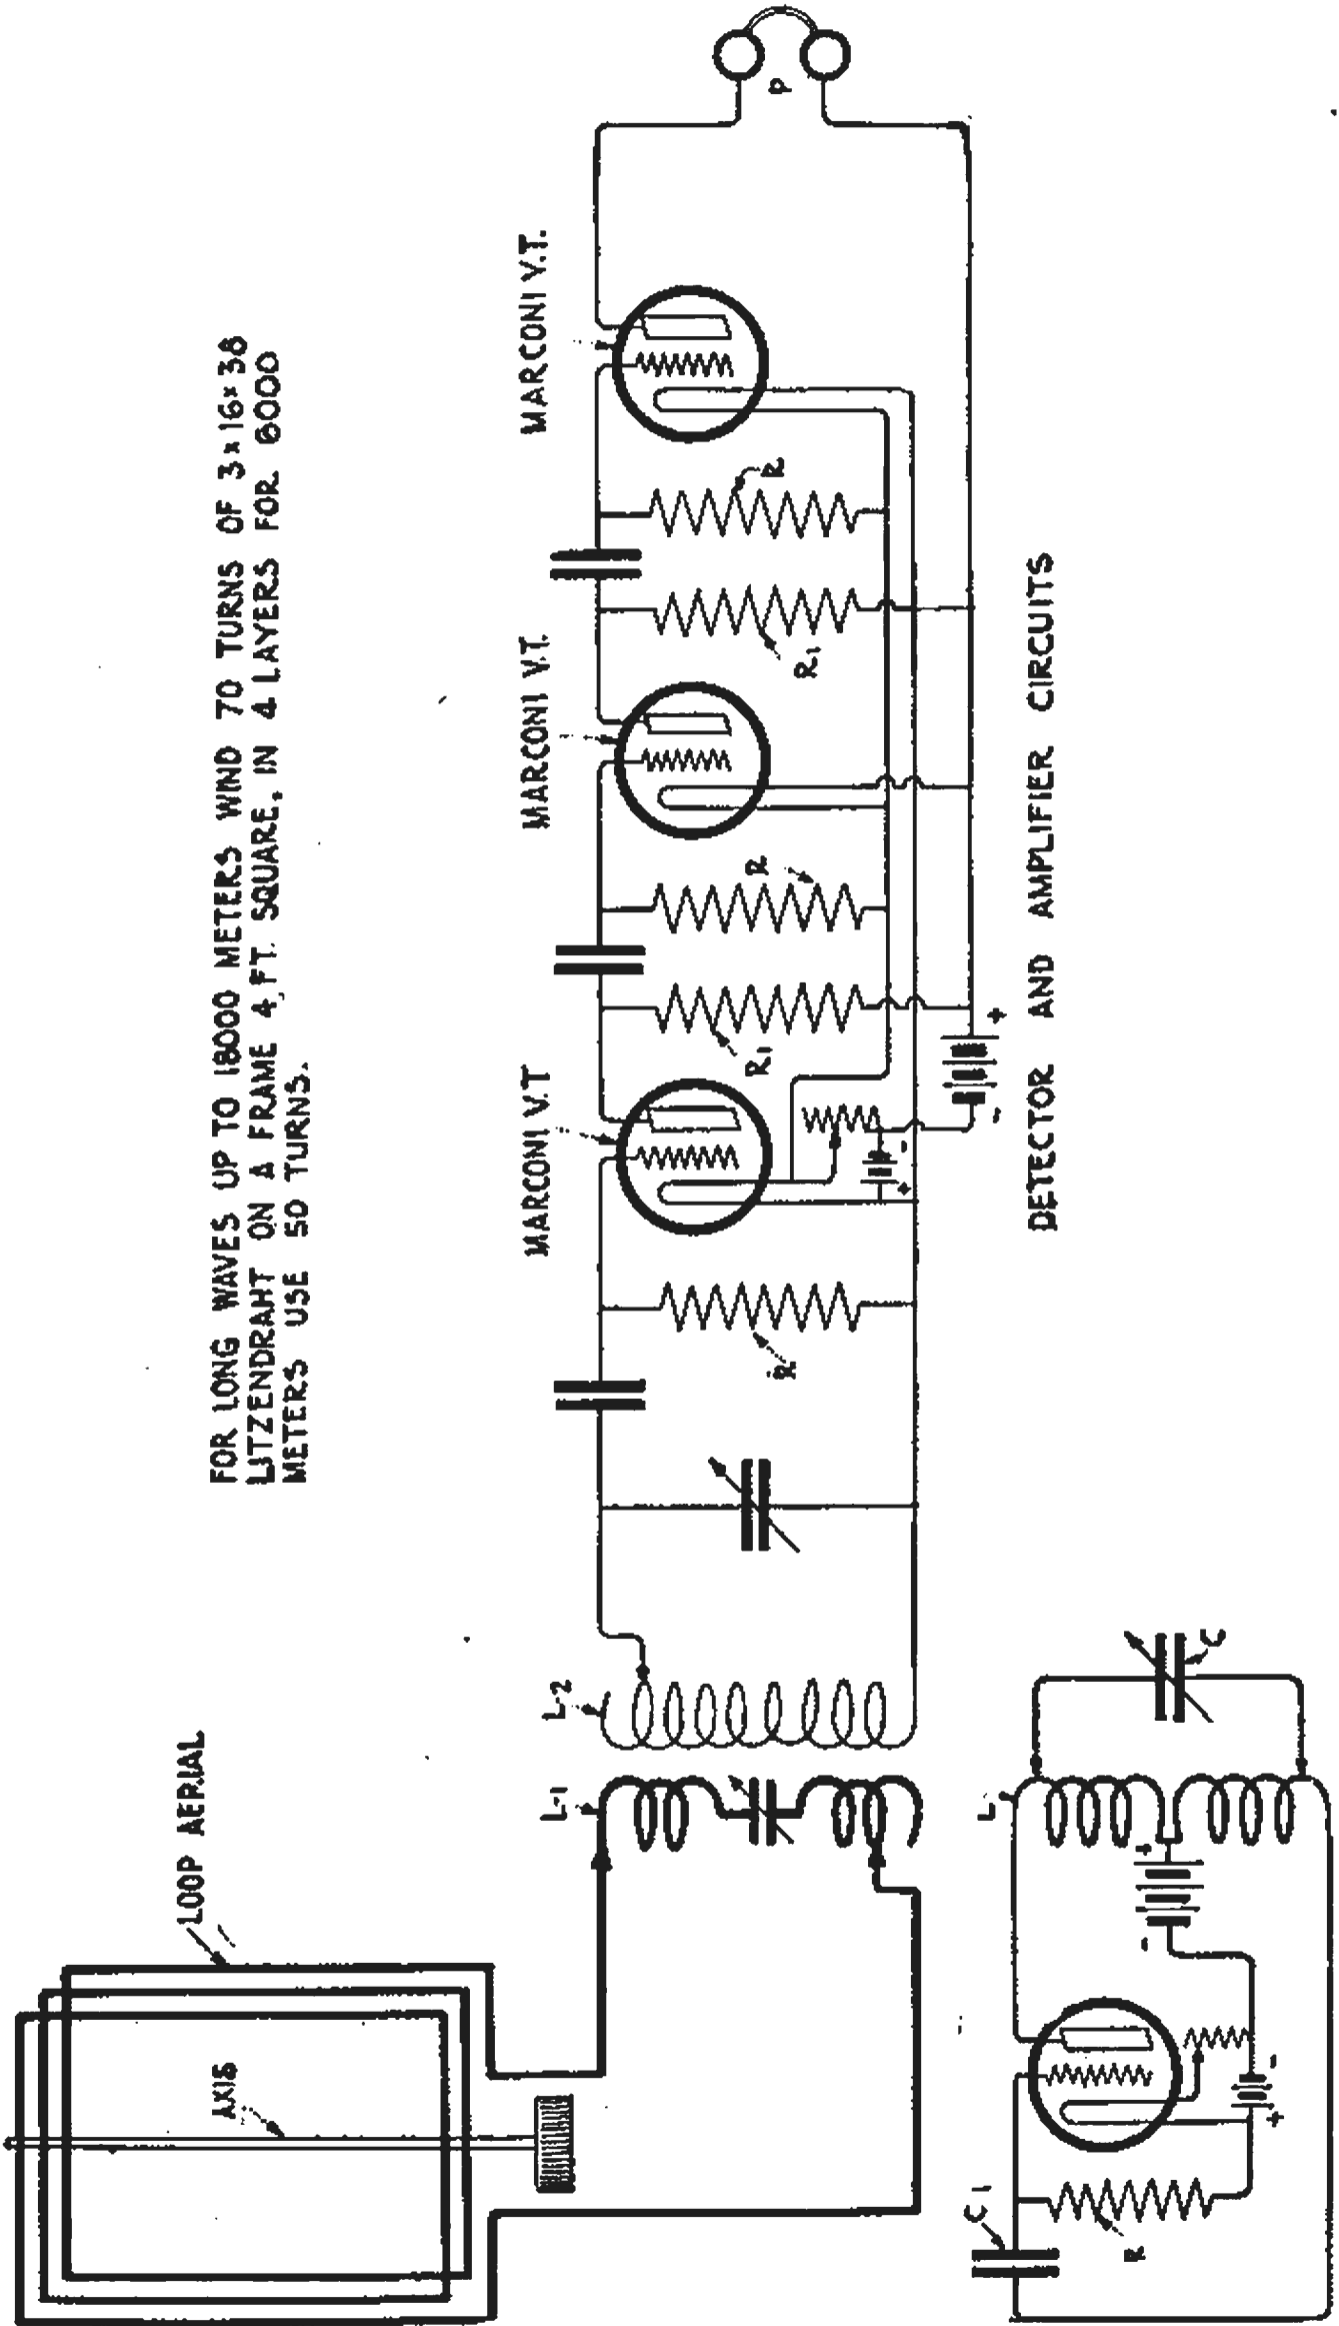 FOR LONG WAVES UP TO 18000 METERS WIND 70 TURNS OF 3×16×38
LITZENDRAHT ON A FRAME 4 FT. SQUARE, IN 4 LAYERS FOR 6000
METERS USE 50 TURNS.
LOOP AERIAL
AXIS
L-1
L-2
MARCONI V.T
MARCONI V.T.
MARCONI V.T.
R
R1
R
R1
R
P
- +
+ -
DETECTOR AND AMPLIFIER CIRCUITS
C1
R
L
C
- +
+ -